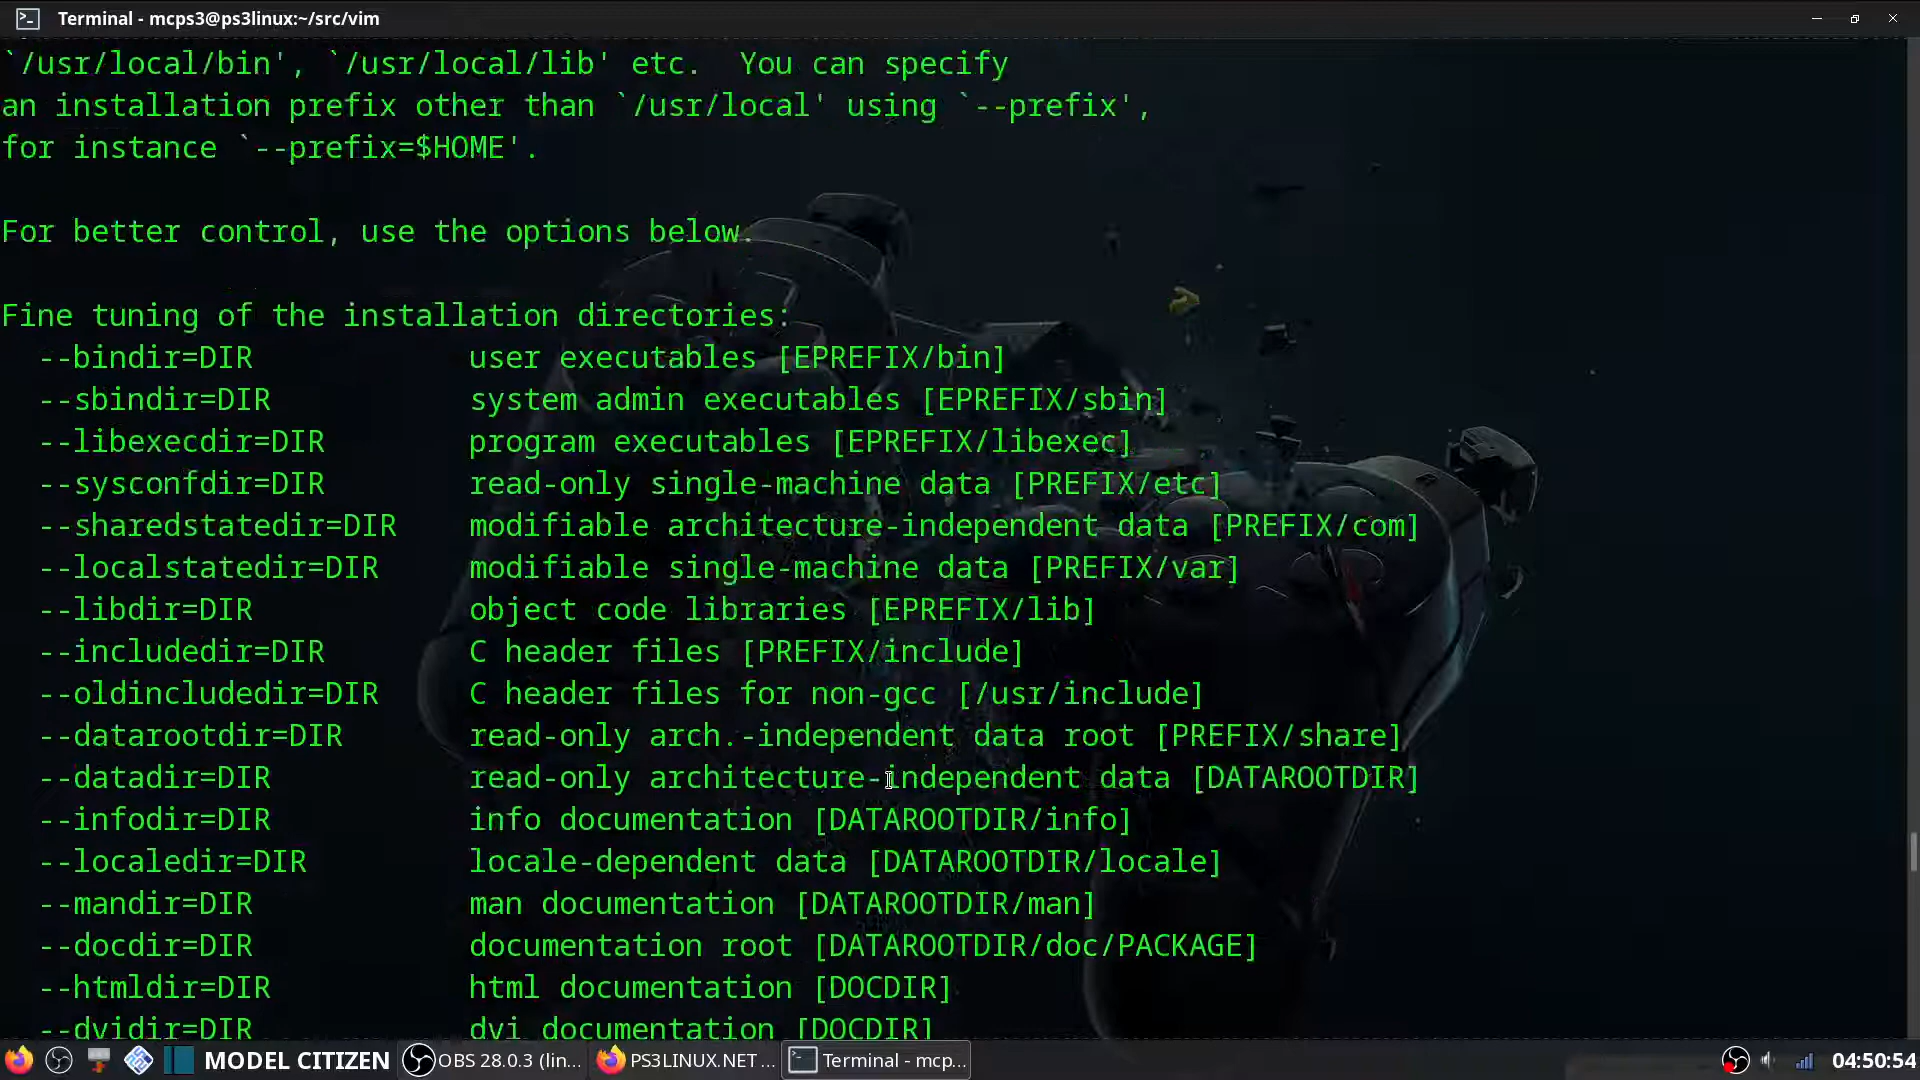 Terminal - mcps3@ps3linux:~/src/vim
`/usr/local/bin', `/usr/local/lib' etc.  You can specify
an installation prefix other than `/usr/local' using `--prefix',
for instance `--prefix=$HOME'.
For better control, use the options below.
Fine tuning of the installation directories:
--bindir=DIR            user executables [EPREFIX/bin]
--sbindir=DIR           system admin executables [EPREFIX/sbin]
--libexecdir=DIR        program executables [EPREFIX/libexec]
--sysconfdir=DIR        read-only single-machine data [PREFIX/etc]
--sharedstatedir=DIR    modifiable architecture-independent data [PREFIX/com]
--localstatedir=DIR     modifiable single-machine data [PREFIX/var]
--libdir=DIR            object code libraries [EPREFIX/lib]
--includedir=DIR        C header files [PREFIX/include]
--oldincludedir=DIR     C header files for non-gcc [/usr/include]
--datarootdir=DIR       read-only arch.-independent data root [PREFIX/share]
--datadir=DIR           read-only architecture-independent data [DATAROOTDIR]
--infodir=DIR           info documentation [DATAROOTDIR/info]
--localedir=DIR         locale-dependent data [DATAROOTDIR/locale]
--mandir=DIR            man documentation [DATAROOTDIR/man]
--docdir=DIR            documentation root [DATAROOTDIR/doc/PACKAGE]
--htmldir=DIR           html documentation [DOCDIR]
--dvidir=DIR            dvi documentation [DOCDIR]
MODEL CITIZEN OBS 28.0.3 (lin... PS3LINUX.NET ... Terminal - mcp... 04:50:54